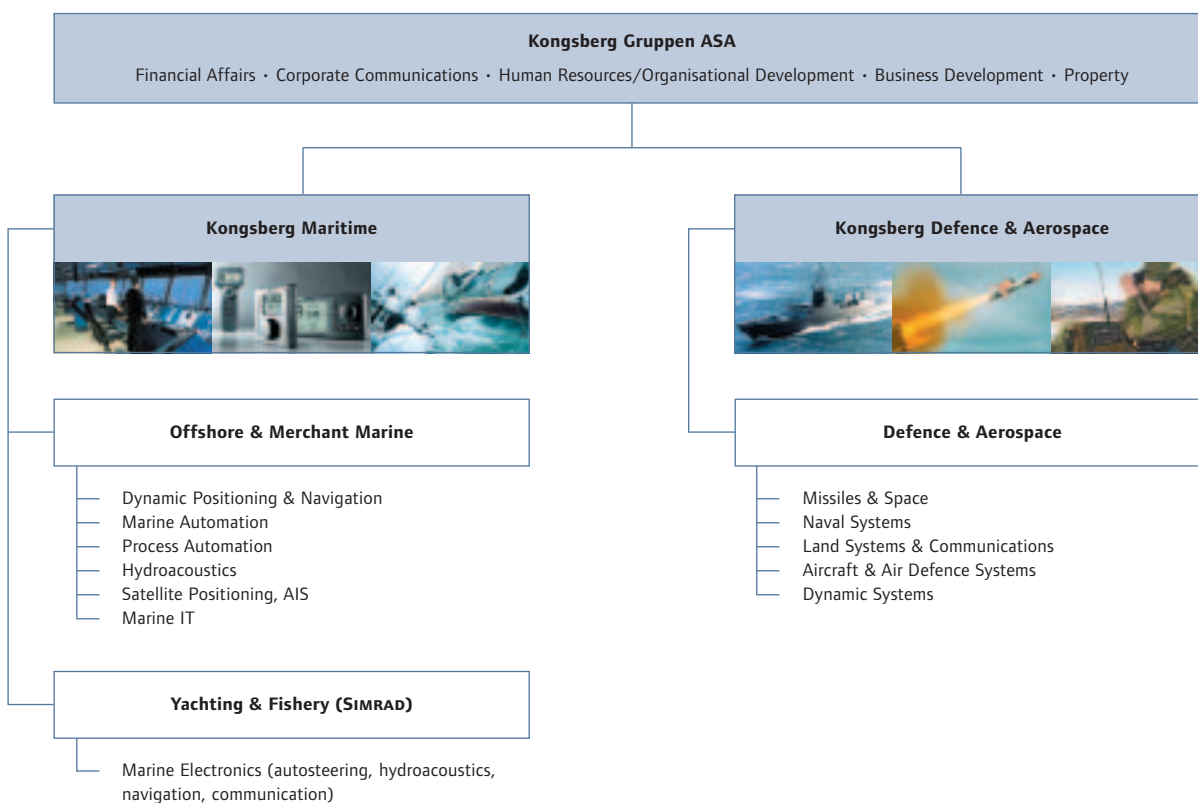 Kongsberg Gruppen ASA
Financial Affairs · Corporate Communications · Human Resources/Organisational Development · Business Development · Property
Kongsberg Maritime
Offshore & Merchant Marine
Dynamic Positioning & Navigation
Marine Automation
Process Automation
Hydroacoustics
Satellite Positioning, AIS
Marine IT
Yachting & Fishery (SIMRAD)
Marine Electronics (autosteering, hydroacoustics,
navigation, communication)
Kongsberg Defence & Aerospace
Defence & Aerospace
Missiles & Space
Naval Systems
Land Systems & Communications
Aircraft & Air Defence Systems
Dynamic Systems